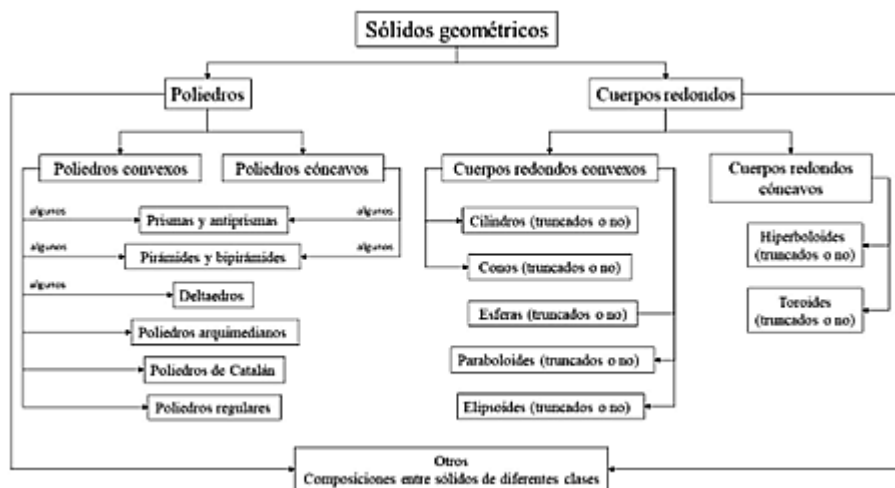 Sólidos geométricos
Poliedros
Cuerpos redondos
Poliedros convexos
Poliedros cóncavos
Cuerpos redondos convexos
Cuerpos redondos
cóncavos
algunos
Prismas y antiprismas
algunos
Cilindros (truncados o no)
Hiperboloides
(truncados o no)
algunos
Pirámides y bipirámides
algunos
Conos (truncados o no)
algunos
Deltaedros
Esferas (truncados o no)
Toroides
(truncados o no)
Poliedros arquimedianos
Paraboloides (truncados o no)
Poliedros de Catalán
Poliedros regulares
Elipsoides (truncados o no)
Otros
Composiciones entre sólidos de diferentes clases